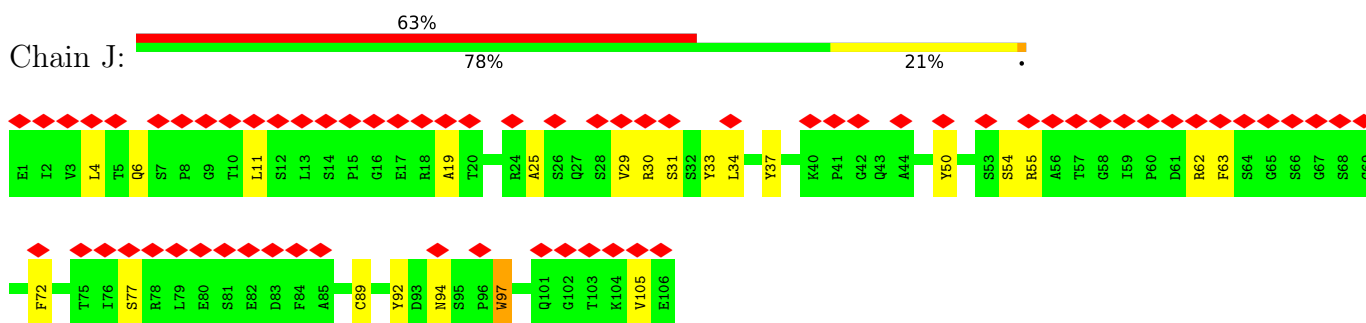 63%
Chain J:
78% 21% •
E1 I2 V3 L4 T5 Q6 S7 P8 G9 T10 L11 S12 L13 S14 P15 G16 E17 R18 A19 T20 R24 A25 S26 Q27 S28 V29 R30 S31 S32 Y33 L34 Y37 K40 P41 G42 Q43 A44 Y50 S53 S54 R55 A56 T57 G58 I59 P60 D61 R62 F63 S64 G65 S66 G67 S68
F72 T75 I76 S77 R78 L79 E80 S81 E82 D83 F84 A85 C89 Y92 D93 N94 S95 P96 W97 Q101 G102 T103 K104 V105 E106